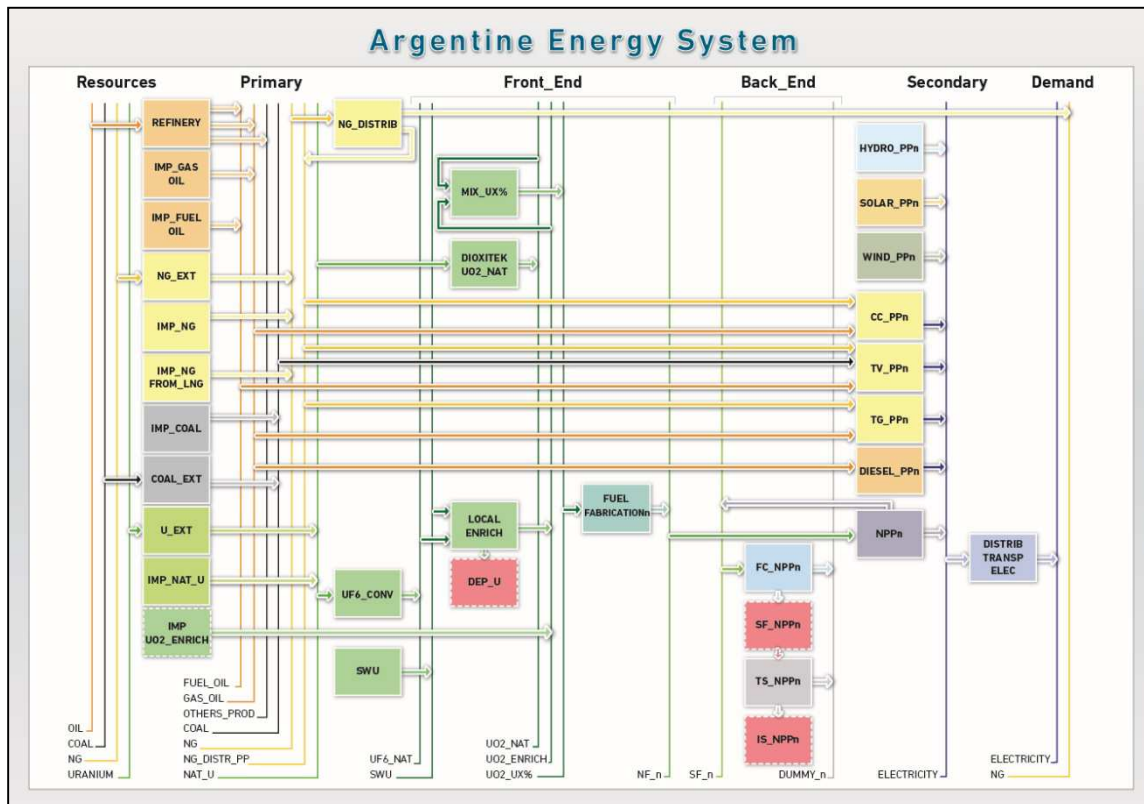 Argentine Energy System
Resources
Primary
Front_End
Back_End
Secondary
Demand
REFINERY
NG_DISTRIB
HYDRO_PPn
IMP_GAS
OIL
MIX_UX%
SOLAR_PPn
IMP_FUEL
OIL
DIOXITEK
UO2_NAT
WIND_PPn
NG_EXT
IMP_NG
CC_PPn
IMP_NG
FROM_LNG
TV_PPn
IMP_COAL
TG_PPn
COAL_EXT
DIESEL_PPn
U_EXT
LOCAL
ENRICH
FUEL
FABRICATIONn
NPPn
DISTRIB
TRANSP
ELEC
IMP_NAT_U
UF6_CONV
DEP_U
FC_NPPn
IMP
UO2_ENRICH
SF_NPPn
SWU
TS_NPPn
IS_NPPn
FUEL_OIL
GAS_OIL
OTHERS_PROD
OIL
COAL
COAL
NG
UO2_NAT
NG
NG_DISTR_PP
UF6_NAT
UO2_ENRICH
ELECTRICITY
URANIUM
NAT_U
SWU
UO2_UX%
NF_n
SF_n
DUMMY_n
ELECTRICITY
NG